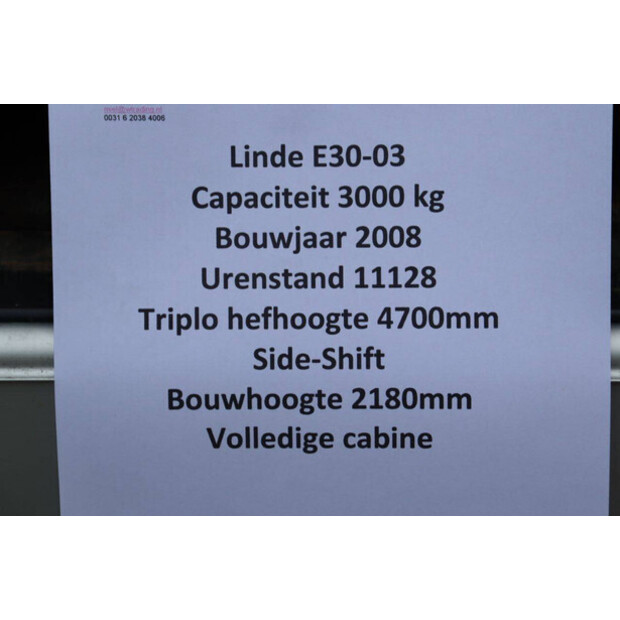 0031 6 2038 4006
Linde E30-03
Capaciteit 3000 kg
Bouwjaar 2008
Urenstand 11128
Triplo hefhoogte 4700mm
Side-Shift
Bouwhoogte 2180mm
Volledige cabine